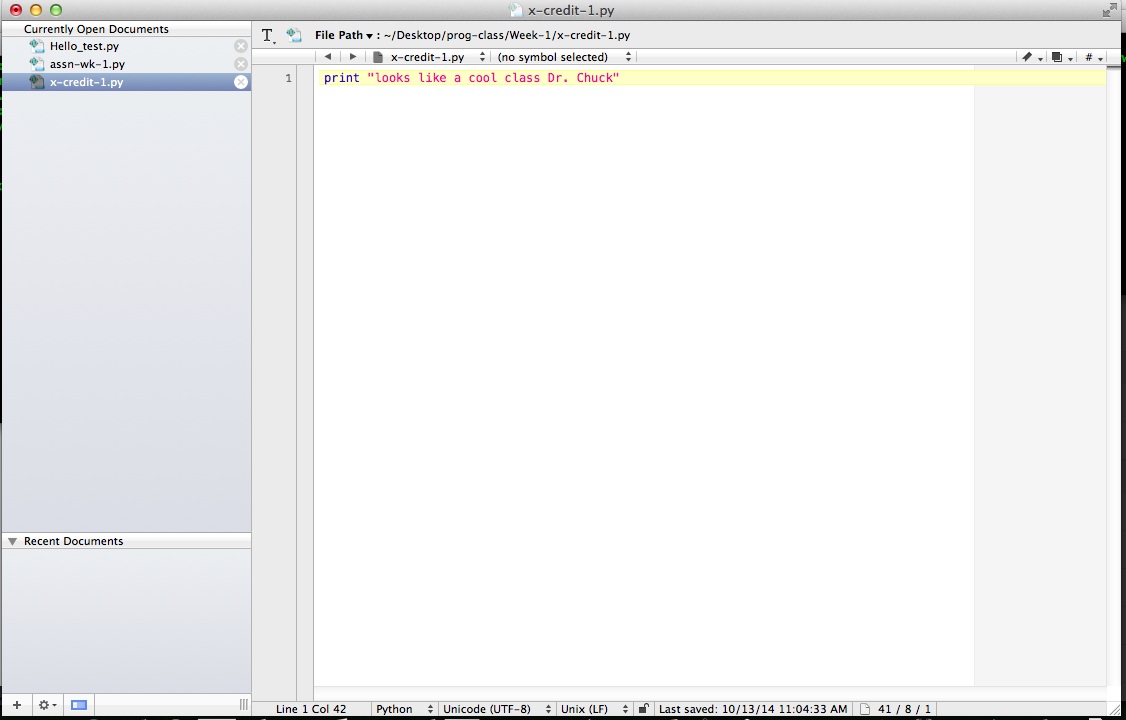 x-credit-1.py
Currently Open Documents
Hello_test.py
assn-wk-1.py
x-credit-1.py
Recent Documents
T. File Path ▾ : ~/Desktop/prog-class/Week-1/x-credit-1.py
x-credit-1.py (no symbol selected) #
1 print "looks like a cool class Dr. Chuck"
Line 1 Col 42 Python Unicode (UTF-8) Unix (LF) Last saved: 10/13/14 11:04:33 AM 41 / 8 / 1